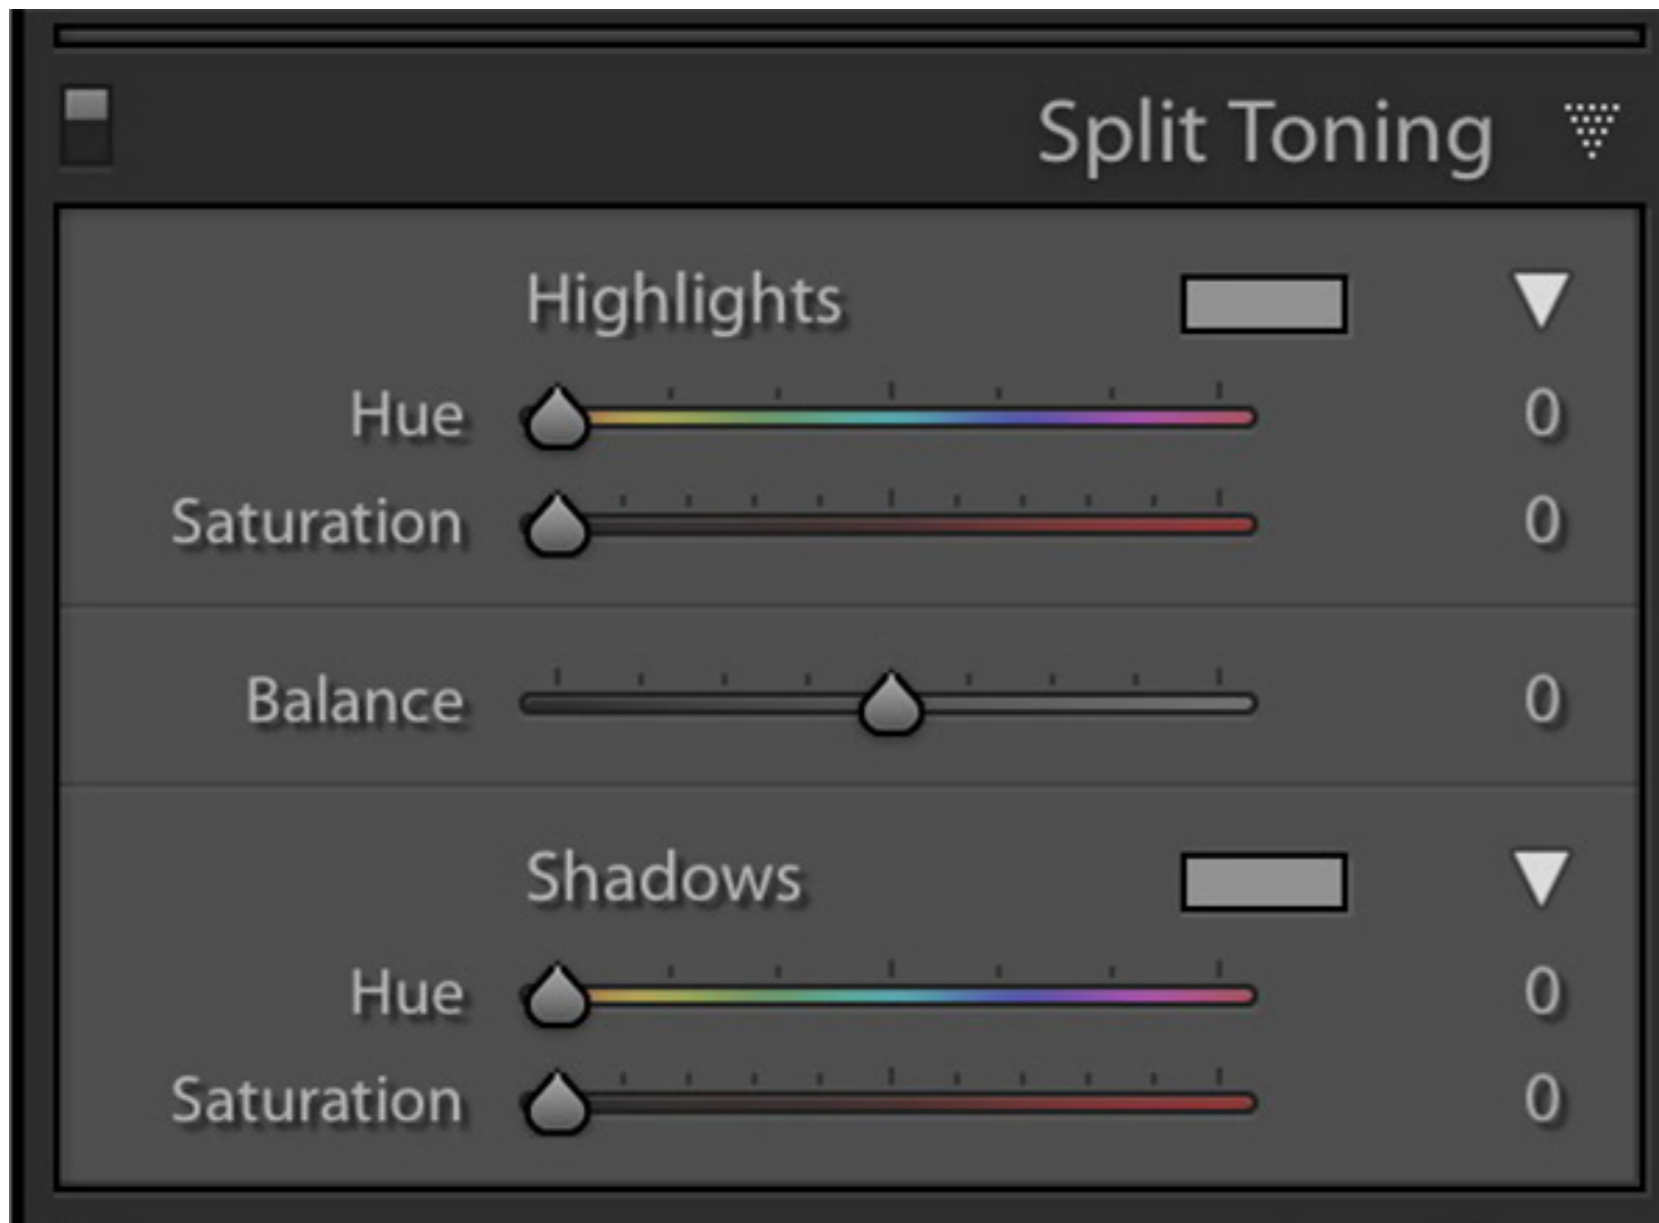 Split Toning
Highlights
Hue 0
Saturation 0
Balance 0
Shadows
Hue 0
Saturation 0